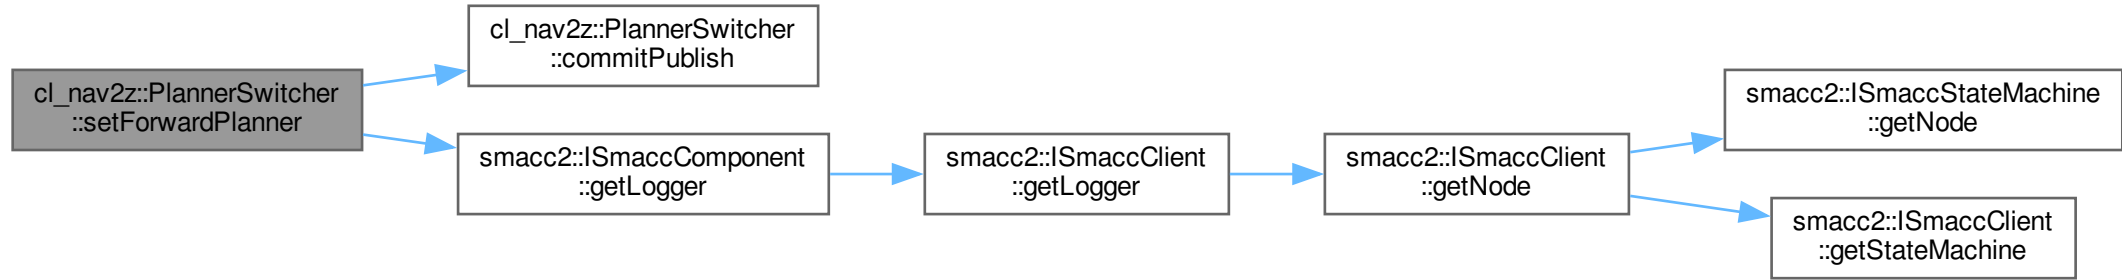 cl_nav2z::PlannerSwitcher
::setForwardPlanner
cl_nav2z::PlannerSwitcher
::commitPublish
smacc2::ISmaccComponent
::getLogger
smacc2::ISmaccClient
::getLogger
smacc2::ISmaccClient
::getNode
smacc2::ISmaccStateMachine
::getNode
smacc2::ISmaccClient
::getStateMachine